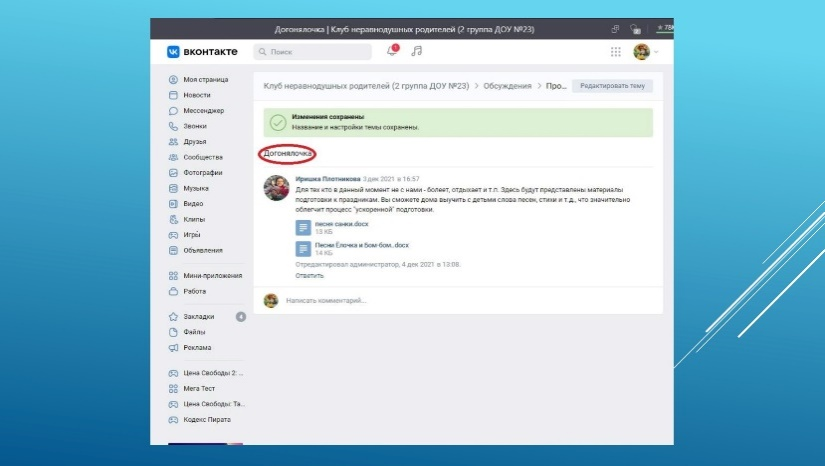 Догонялочка | Клуб неравнодушных родителей (2 группа ДОУ №23)
78К
вконтакте
Поиск
1
Моя страница
Новости
Мессенджер
Звонки
Друзья
Сообщества
Фотографии
Музыка
Видео
Клипы
Игры
Объявления
Мини-приложения
Работа
Закладки 4
Файлы
Реклама
Цена Свободы 2: ...
Мега Тест
Цена Свободы: Та...
Кодекс Пирата
Клуб неравнодушных родителей (2 группа ДОУ №23) > Обсуждения > Про...
Редактировать тему
Изменения сохранены
Название и настройки темы сохранены.
Догонялочка
Иришка Плотникова 3 дек 2021 в 16:57
Для тех кто в данный момент не с нами - болеет, отдыхает и т.п. Здесь будут представлены материалы
подготовки к праздникам. Вы сможете дома выучить с детьми слова песен, стихи и т.д., что значительно
облегчит процесс "ускоренной" подготовки.
песня санки.docx
13 КБ
Песни Ёлочка и Бом-бом..docx
14 КБ
Отредактировал администратор, 4 дек 2021 в 13:08
Ответить
Написать комментарий...